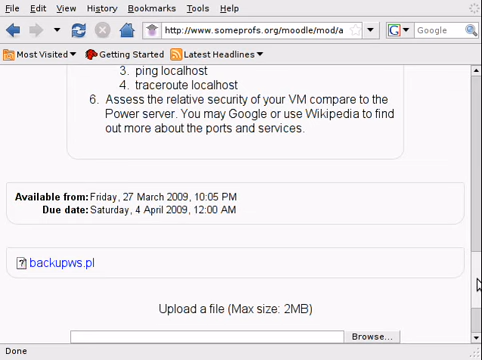 File Edit View History Bookmarks Tools Help
http://www.someprofs.org/moodle/mod/a Google
Most Visited Getting Started Latest Headlines
3. ping localhost
4. traceroute localhost
6. Assess the relative security of your VM compare to the
Power server. You may Google or use Wikipedia to find
out more about the ports and services.
Available from: Friday, 27 March 2009, 10:05 PM
Due date: Saturday, 4 April 2009, 12:00 AM
? backupws.pl
Upload a file (Max size: 2MB)
Browse...
Done